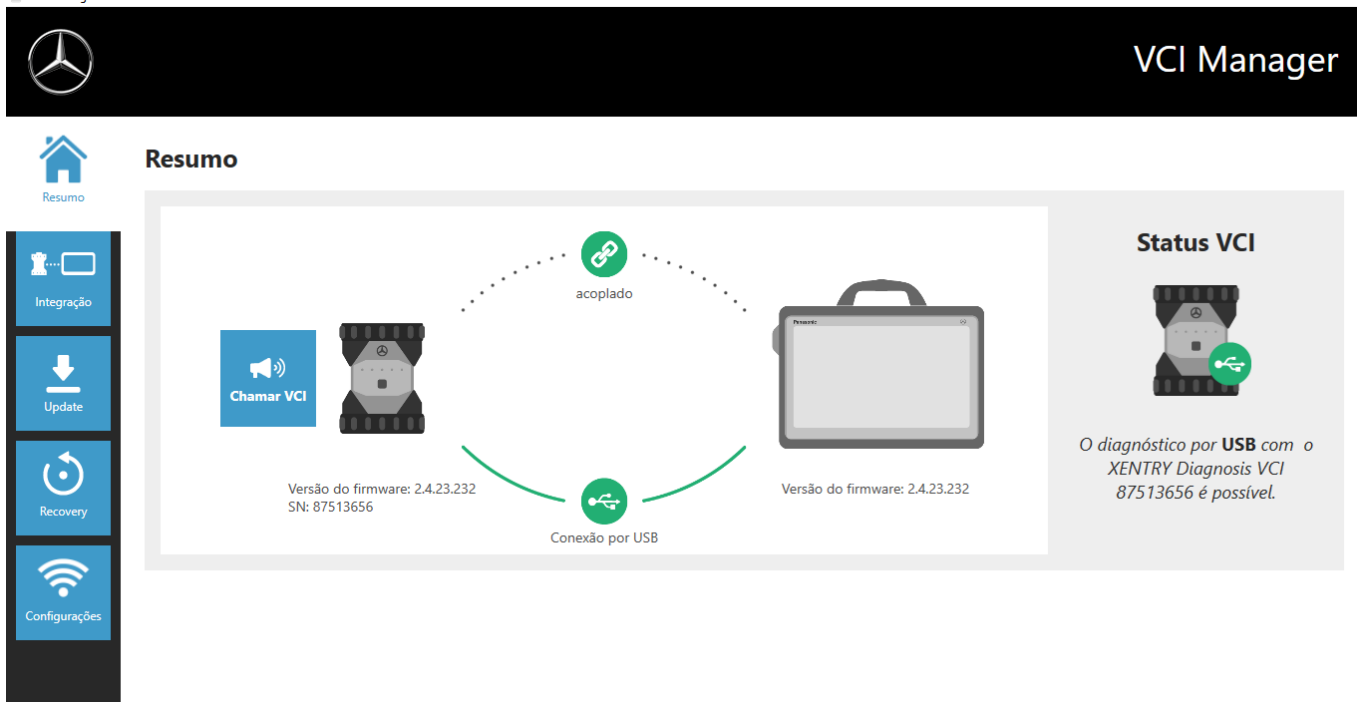 VCI Manager
Resumo
Resumo
Integração
Update
Recovery
Configurações
acoplado
Chamar VCI
Versão do firmware: 2.4.23.232
SN: 87513656
Conexão por USB
Panasonic
Versão do firmware: 2.4.23.232
Status VCI
O diagnóstico por USB com o
XENTRY Diagnosis VCI
87513656 é possível.